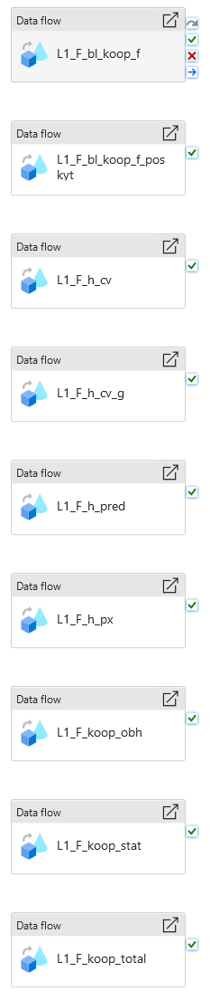 Data flow
L1_F_bl_koop_f
Data flow
L1_F_bl_koop_f_pos
kyt
Data flow
L1_F_h_cv
Data flow
L1_F_h_cv_g
Data flow
L1_F_h_pred
Data flow
L1_F_h_px
Data flow
L1_F_koop_obh
Data flow
L1_F_koop_stat
Data flow
L1_F_koop_total